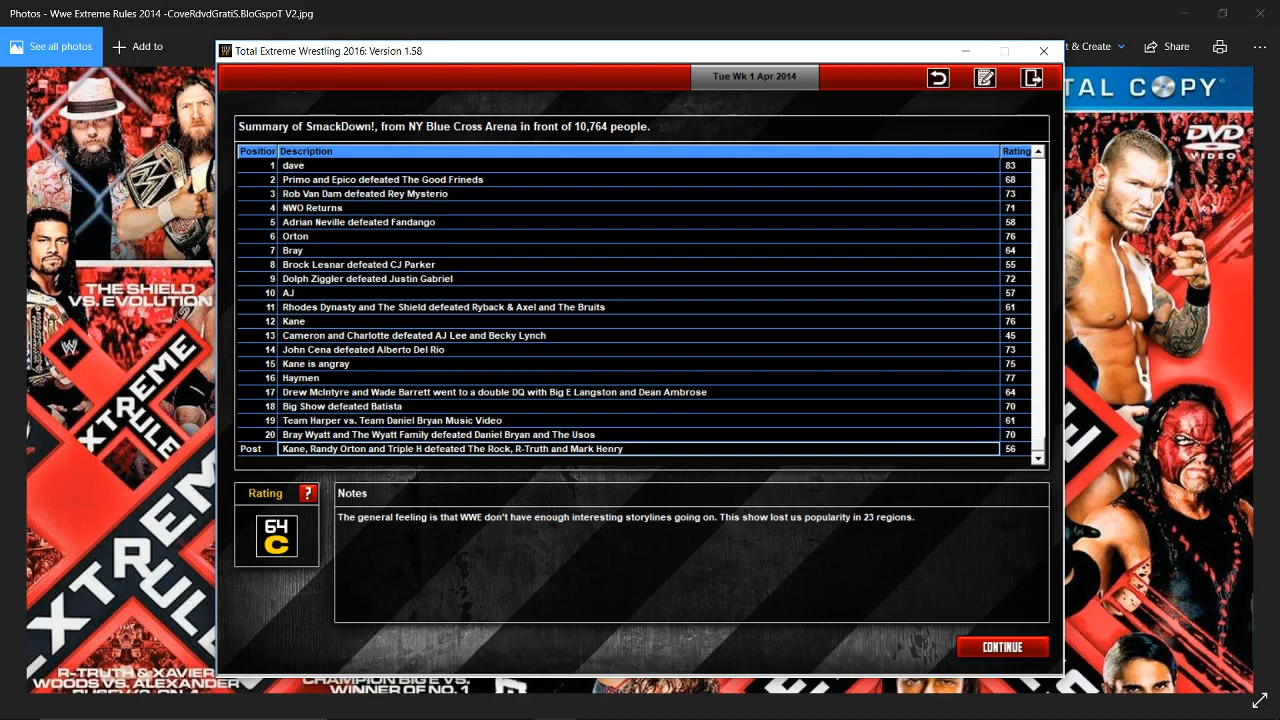 Photos - Wwe Extreme Rules 2014 -CoveRdvdGratiS.BloGspoT V2.jpg
See all photos
Add to
t & Create
Share
Total Extreme Wrestling 2016: Version 1.58
Tue Wk 1 Apr 2014
Summary of SmackDown!, from NY Blue Cross Arena in front of 10,764 people.
Position Description Rating
1 dave 83
2 Primo and Epico defeated The Good Frineds 68
3 Rob Van Dam defeated Rey Mysterio 73
4 NWO Returns 71
5 Adrian Neville defeated Fandango 58
6 Orton 76
7 Bray 64
8 Brock Lesnar defeated CJ Parker 55
9 Dolph Ziggler defeated Justin Gabriel 72
10 AJ 57
11 Rhodes Dynasty and The Shield defeated Ryback & Axel and The Bruits 61
12 Kane 76
13 Cameron and Charlotte defeated AJ Lee and Becky Lynch 45
14 John Cena defeated Alberto Del Rio 73
15 Kane is angray 75
16 Haymen 77
17 Drew McIntyre and Wade Barrett went to a double DQ with Big E Langston and Dean Ambrose 64
18 Big Show defeated Batista 70
19 Team Harper vs. Team Daniel Bryan Music Video 61
20 Bray Wyatt and The Wyatt Family defeated Daniel Bryan and The Usos 70
Post Kane, Randy Orton and Triple H defeated The Rock, R-Truth and Mark Henry 56
Rating ?
64
C
Notes
The general feeling is that WWE don't have enough interesting storylines going on. This show lost us popularity in 23 regions.
CONTINUE
THE SHIELD
VS. EVOLUTION
W
EXTREME
RULE
EXTREME
RUL
R-TRUTH & XAVIER
WOODS VS. ALEXANDER
CHAMPION BIG E VS.
WINNER OF NO. 1
TAL COPY
DVD
VIDEO